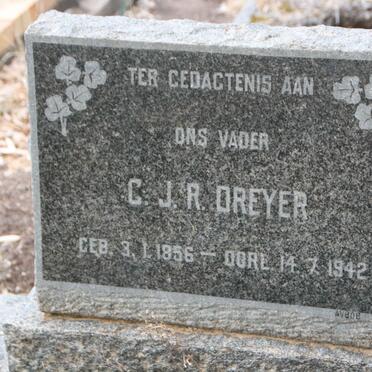 TER GEDACTENIS AAN
ONS VADER
C. J. R. DREYER
GEB. 3. 1. 1856 — OORL 14. 7. 1942